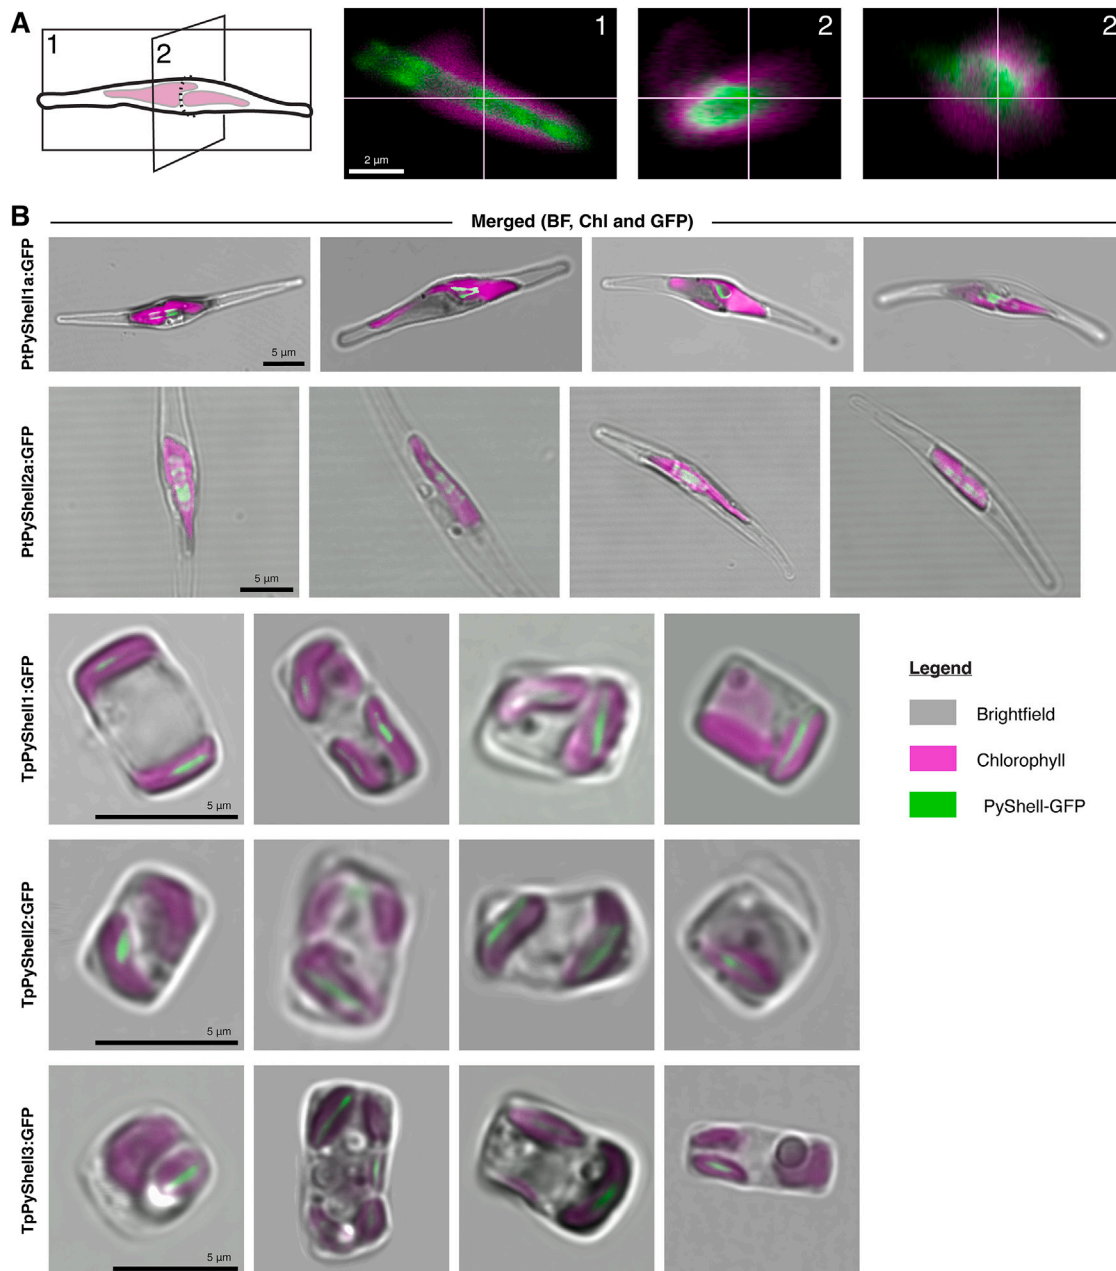 A
1
2
1
2
2
2 µm
B
Merged (BF, Chl and GFP)
PtPyShell1a:GFP
5 µm
PtPyShell2a:GFP
5 µm
TpPyShell1:GFP
5 µm
Legend
Brightfield
Chlorophyll
PyShell-GFP
TpPyShell2:GFP
5 µm
TpPyShell3:GFP
5 µm